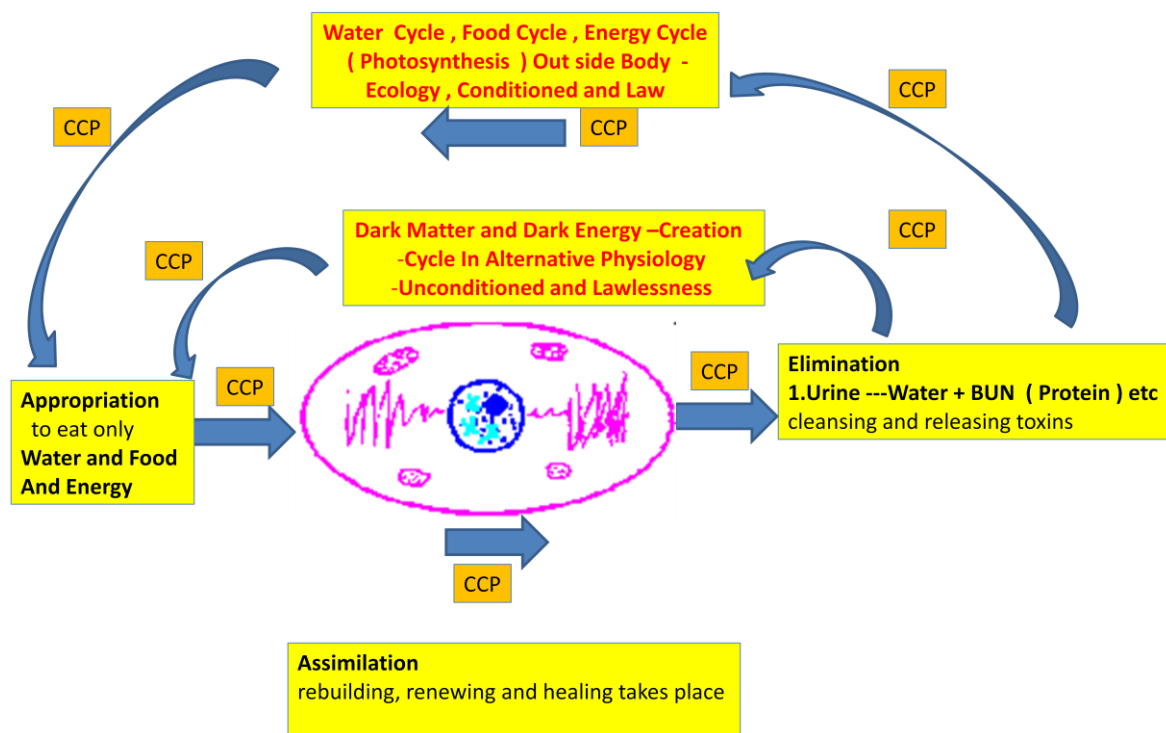 Water Cycle , Food Cycle , Energy Cycle
( Photosynthesis ) Out side Body -
Ecology , Conditioned and Law
CCP
CCP
CCP
Dark Matter and Dark Energy –Creation
-Cycle In Alternative Physiology
-Unconditioned and Lawlessness
CCP
CCP
Appropriation
to eat only
Water and Food
And Energy
CCP
CCP
Elimination
1.Urine ---Water + BUN ( Protein ) etc
cleansing and releasing toxins
CCP
Assimilation
rebuilding, renewing and healing takes place